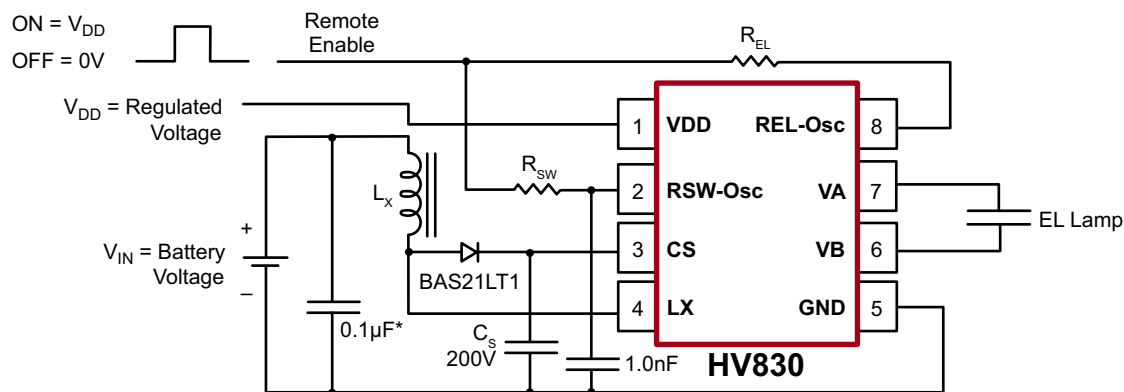 ON = VDD
OFF = 0V
Remote
Enable
REL
VDD = Regulated
Voltage
1 VDD
REL-Osc 8
RSW
2 RSW-Osc
VA 7
LX
EL Lamp
3 CS
VB 6
+
VIN = Battery
Voltage
–
BAS21LT1
4 LX
GND 5
0.1µF*
CS
200V
1.0nF
HV830